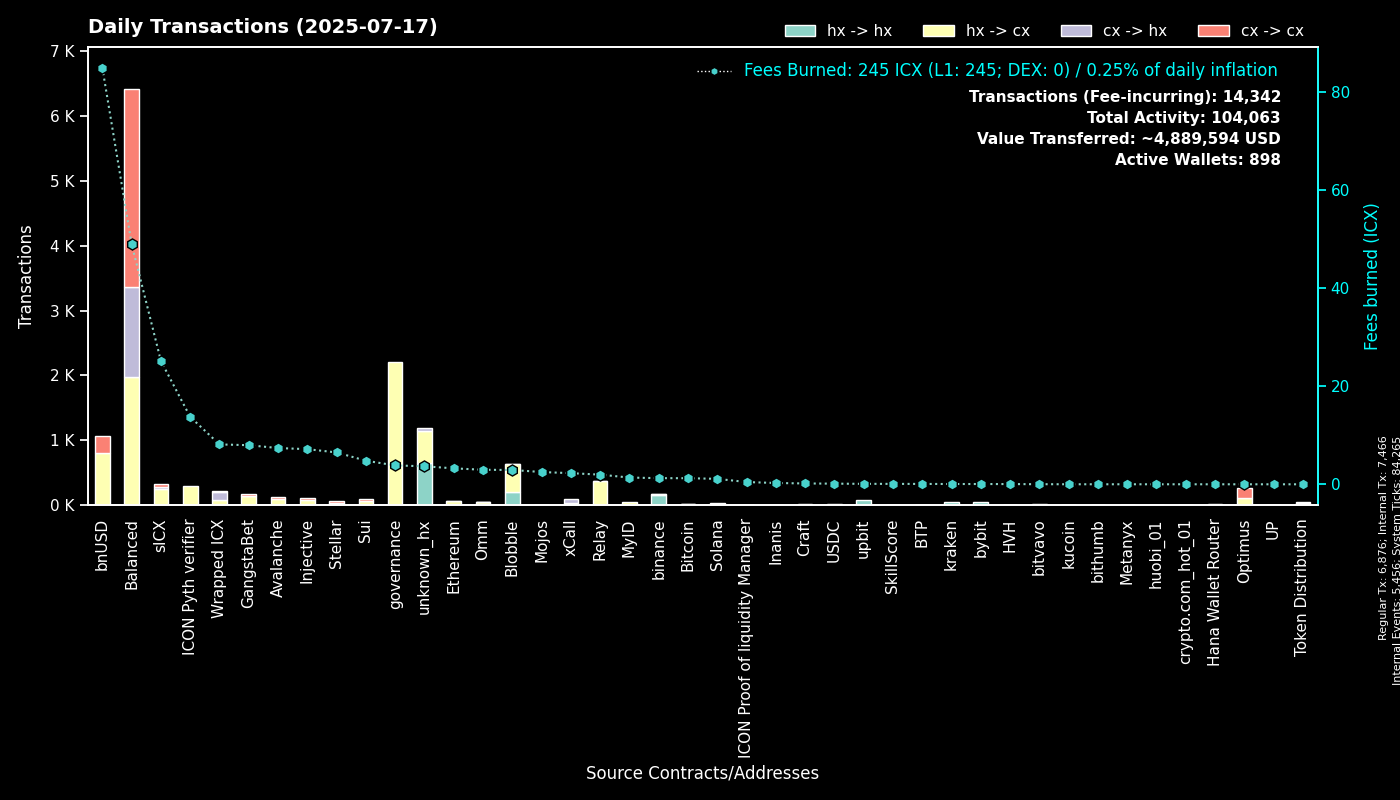 Daily Transactions (2025-07-17)
hx -> hx
hx -> cx
cx -> hx
cx -> cx
Fees Burned: 245 ICX (L1: 245; DEX: 0) / 0.25% of daily inflation
Transactions (Fee-incurring): 14,342
Total Activity: 104,063
Value Transferred: ~4,889,594 USD
Active Wallets: 898
Transactions
7 K
6 K
5 K
4 K
3 K
2 K
1 K
0 K
80
60
40
20
0
Fees burned (ICX)
bnUSD
Balanced
sICX
ICON Pyth verifier
Wrapped ICX
GangstaBet
Avalanche
Injective
Stellar
Sui
governance
unknown_hx
Ethereum
Omm
Blobble
Mojos
xCall
Relay
MyID
binance
Bitcoin
Solana
ICON Proof of liquidity Manager
Inanis
Craft
USDC
upbit
SkillScore
BTP
kraken
bybit
HVH
bitvavo
kucoin
bithumb
Metanyx
huobi_01
crypto.com_hot_01
Hana Wallet Router
Optimus
UP
Token Distribution
Source Contracts/Addresses
Regular Tx: 6,876; Internal Tx: 7,466
Internal Events: 5,456; System Ticks: 84,265